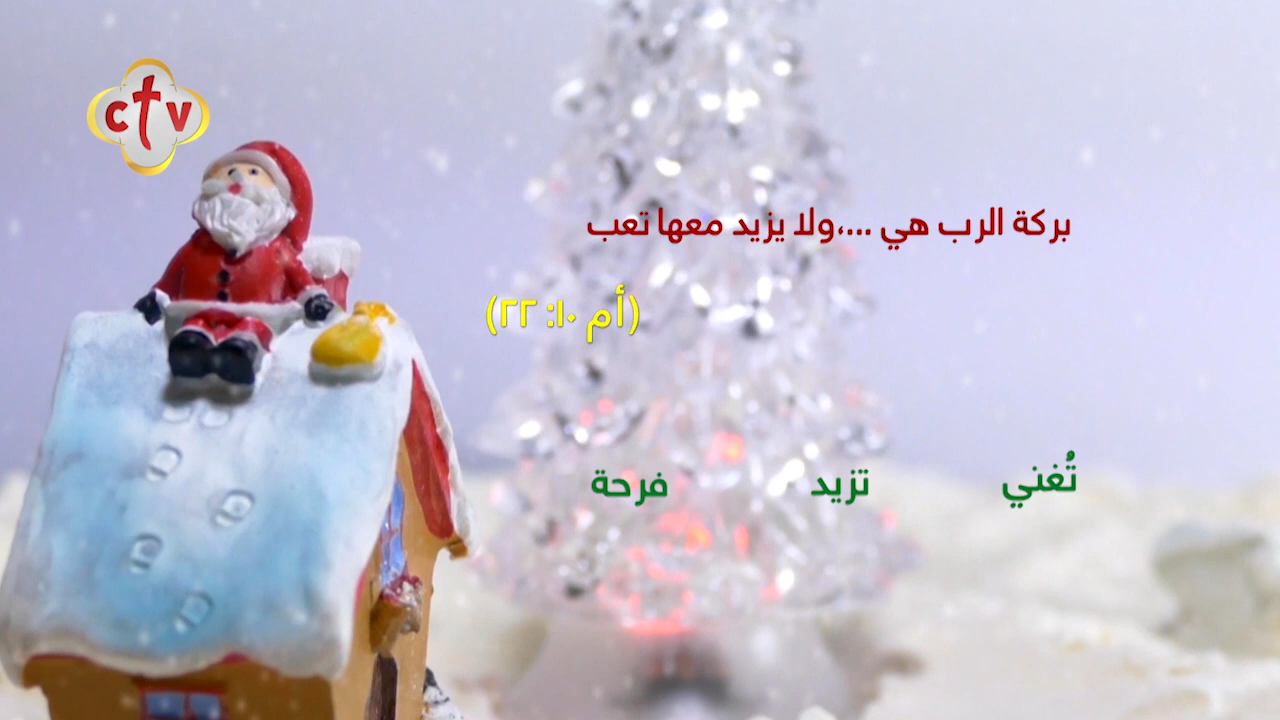 ctv
بركة الرب هي ...،ولا يزيد معها تعب
(أم ١٠: ٢٢)
تُغني تزيد فرحة